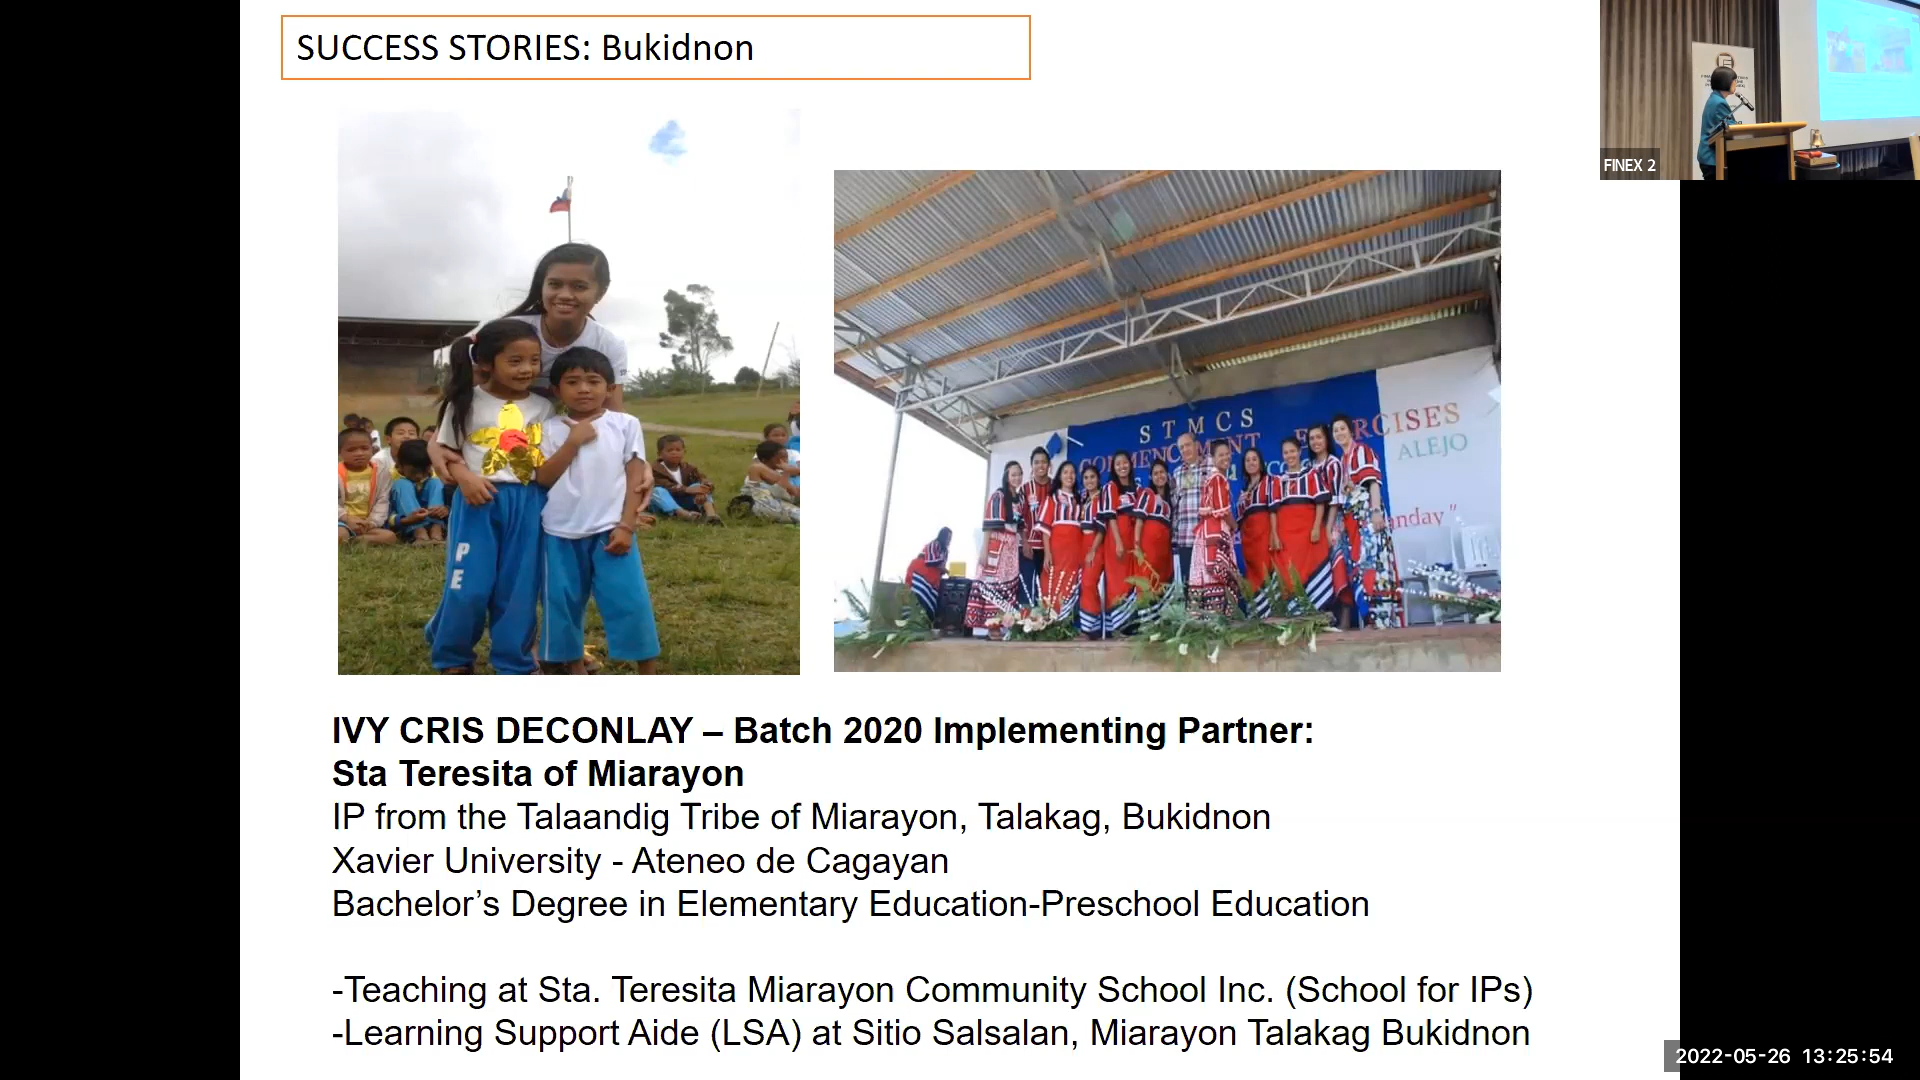 SUCCESS STORIES: Bukidnon
FINEX 2
S T M C S
COMMENCEMENT EXERCISES
ALEJO
IVY CRIS DECONLAY – Batch 2020 Implementing Partner:
Sta Teresita of Miarayon
IP from the Talaandig Tribe of Miarayon, Talakag, Bukidnon
Xavier University - Ateneo de Cagayan
Bachelor’s Degree in Elementary Education-Preschool Education
-Teaching at Sta. Teresita Miarayon Community School Inc. (School for IPs)
-Learning Support Aide (LSA) at Sitio Salsalan, Miarayon Talakag Bukidnon
P
E
2022-05-26 13:25:54